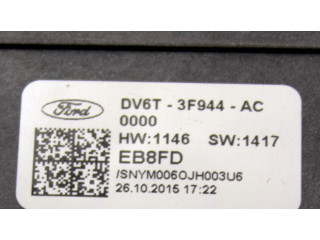 Ford
DV6T - 3F944 - AC
0000
HW:1146 SW:1417
EB8FD
/SNYM006OJH003U6
26.10.2015 17:22